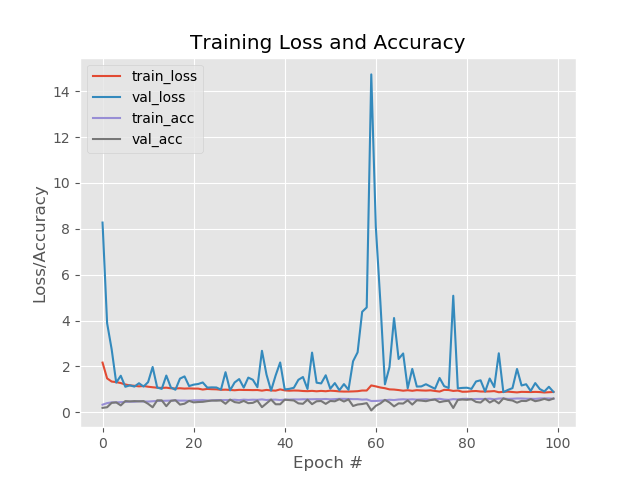 Training Loss and Accuracy
train_loss
val_loss
train_acc
val_acc
14
12
10
8
6
4
2
0
Loss/Accuracy
0 20 40 60 80 100
Epoch #